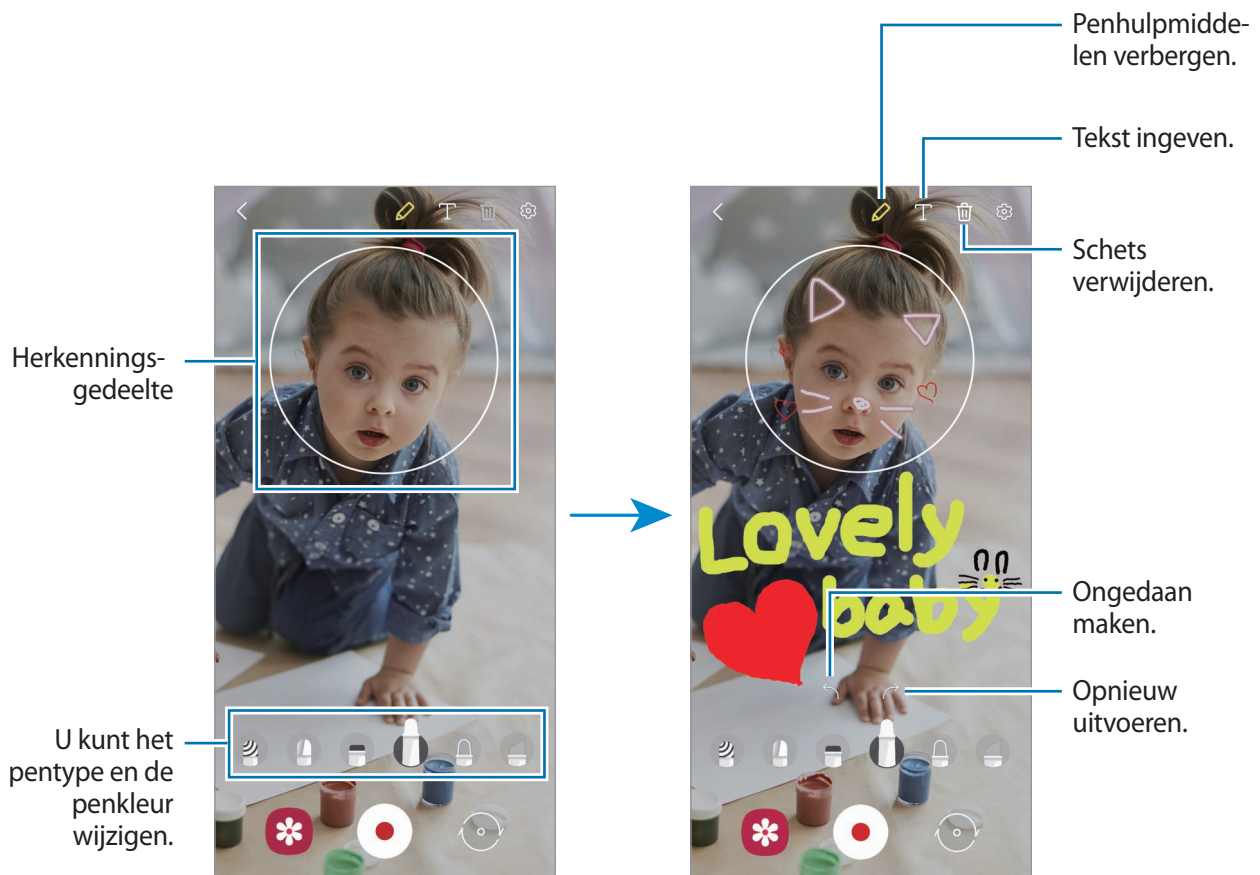 Penhulpmidde-
len verbergen.
Tekst ingeven.
Schets
verwijderen.
Herkennings-
gedeelte
T
T
Lovely
baby
Ongedaan
maken.
Opnieuw
uitvoeren.
U kunt het
pentype en de
penkleur
wijzigen.